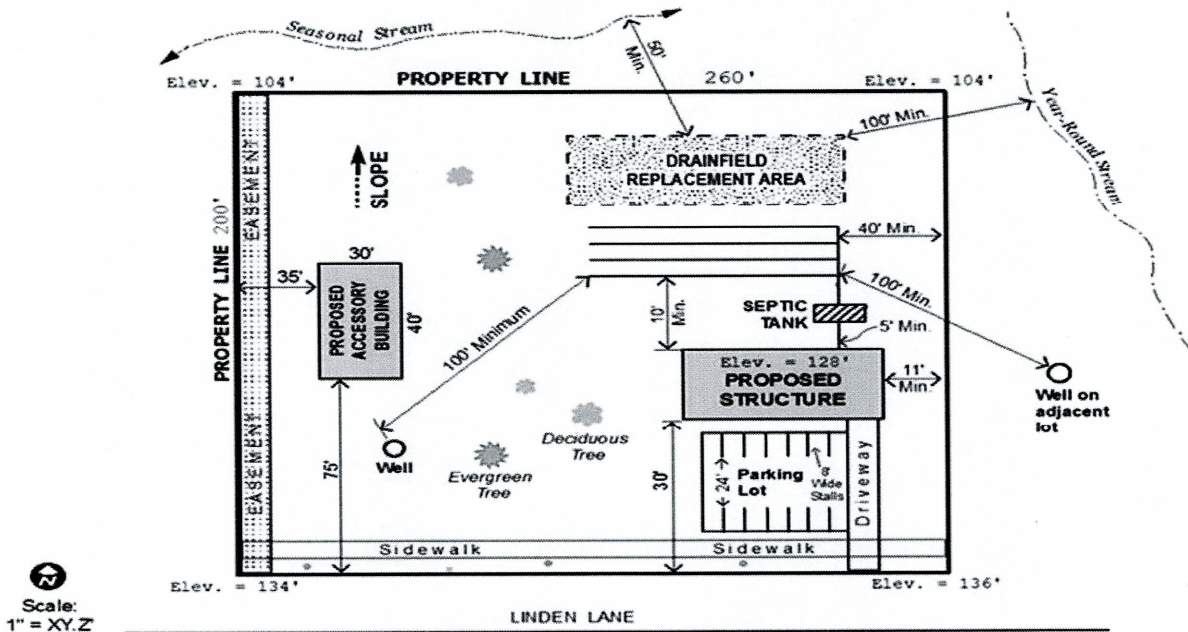 Seasonal Stream
50'
Min.
Elev. = 104'
PROPERTY LINE
260'
Elev. = 104'
Year-Round Stream
100' Min.
EASEMENT
SLOPE
DRAINFIELD
REPLACEMENT AREA
PROPERTY LINE 200'
40' Min.
30'
35'
PROPOSED
ACCESSORY
BUILDING
40'
100' Minimum
10'
Min.
SEPTIC
TANK
100' Min.
5' Min.
Elev. = 128'
PROPOSED
STRUCTURE
11'
Min.
Well on
adjacent
lot
EASEMENT
75'
Well
Deciduous
Tree
Evergreen
Tree
30'
24'
Parking
Lot
8'
Wide
Stalls
Driveway
Sidewalk
Sidewalk
Elev. = 134'
Elev. = 136'
N
Scale:
1" = XY.Z'
LINDEN LANE